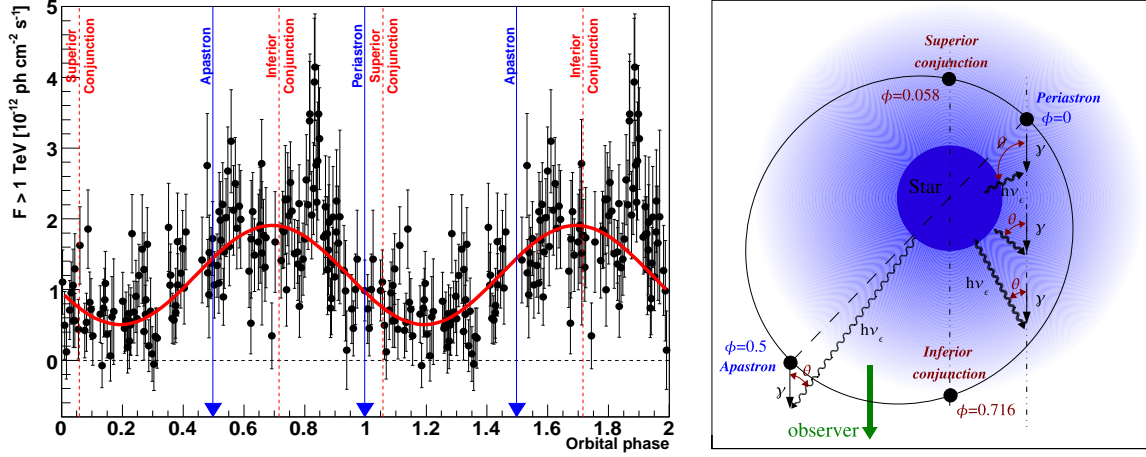 F > 1 TeV [10⁻¹² ph cm⁻² s⁻¹]
5
4
3
2
1
0
Superior
Conjunction
Apastron
Inferior
Conjunction
Periastron
Superior
Conjunction
Apastron
Inferior
Conjunction
0 0.2 0.4 0.6 0.8 1 1.2 1.4 1.6 1.8 2
Orbital phase
Superior
conjunction
ϕ=0.058
Periastron
ϕ=0
θ
γ
Star
hν_ε
θ
γ
θ
hν_ε
γ
hν_ε
ϕ=0.5
Apastron
θ
γ
Inferior
conjunction
ϕ=0.716
observer